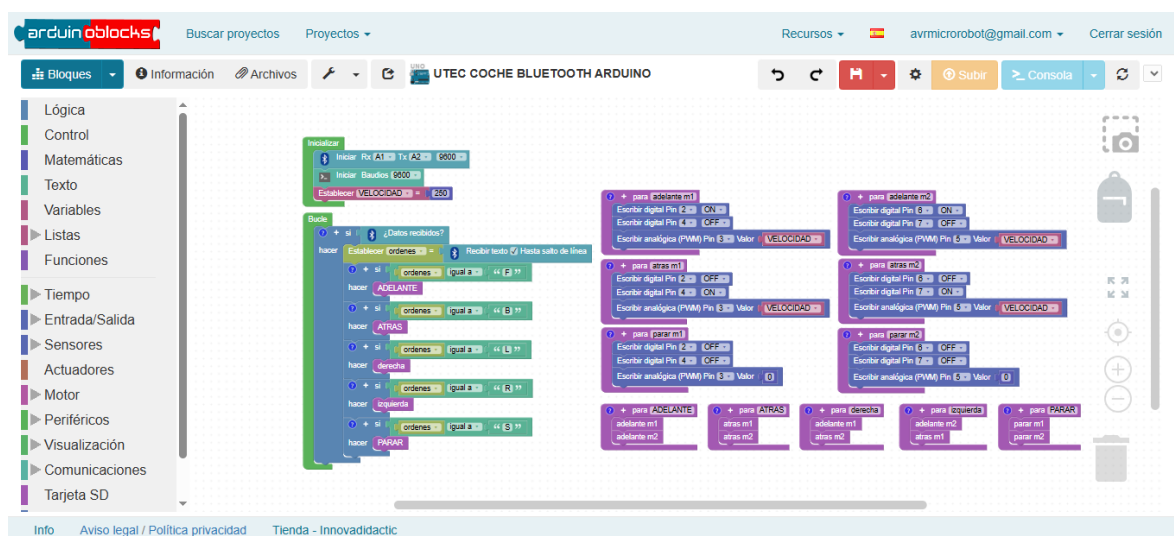 arduinoblocks Buscar proyectos Proyectos Recursos avrmicrorobot@gmail.com Cerrar sesión
Bloques Información Archivos UNO UTEC COCHE BLUETOOTH ARDUINO Subir Consola
Lógica
Control
Matemáticas
Texto
Variables
Listas
Funciones
Tiempo
Entrada/Salida
Sensores
Actuadores
Motor
Periféricos
Visualización
Comunicaciones
Tarjeta SD
Inicializar
Iniciar Rx A1 Tx A2 9600
Iniciar Baudios 9600
Establecer VELOCIDAD = 250
Bucle
+ si ¿Datos recibidos?
hacer Establecer ordenes = Recibir texto Hasta salto de línea
+ si ordenes igual a “ F ”
hacer ADELANTE
+ si ordenes igual a “ B ”
hacer ATRAS
+ si ordenes igual a “ L ”
hacer derecha
+ si ordenes igual a “ R ”
hacer izquierda
+ si ordenes igual a “ S ”
hacer PARAR
? + para adelante m1
Escribir digital Pin 2 ON
Escribir digital Pin 4 OFF
Escribir analógica (PWM) Pin 3 Valor VELOCIDAD
? + para adelante m2
Escribir digital Pin 6 ON
Escribir digital Pin 7 OFF
Escribir analógica (PWM) Pin 5 Valor VELOCIDAD
? + para atras m1
Escribir digital Pin 2 OFF
Escribir digital Pin 4 ON
Escribir analógica (PWM) Pin 3 Valor VELOCIDAD
? + para atras m2
Escribir digital Pin 6 OFF
Escribir digital Pin 7 ON
Escribir analógica (PWM) Pin 5 Valor VELOCIDAD
? + para parar m1
Escribir digital Pin 2 OFF
Escribir digital Pin 4 OFF
Escribir analógica (PWM) Pin 3 Valor 0
? + para parar m2
Escribir digital Pin 6 OFF
Escribir digital Pin 7 OFF
Escribir analógica (PWM) Pin 5 Valor 0
? + para ADELANTE
adelante m1
adelante m2
? + para ATRAS
atras m1
atras m2
? + para derecha
adelante m1
atras m2
? + para izquierda
adelante m2
atras m1
? + para PARAR
parar m1
parar m2
Info Aviso legal / Política privacidad Tienda - Innovadidactic